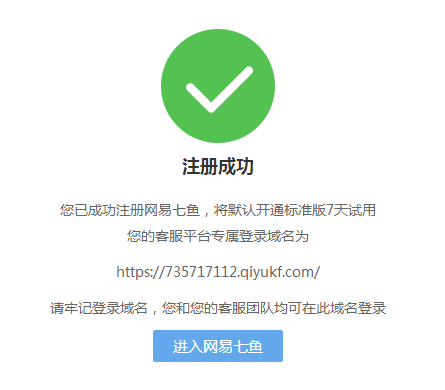 注册成功
您已成功注册网易七鱼，将默认开通标准版7天试用
您的客服平台专属登录域名为
https://735717112.qiyukf.com/
请牢记登录域名，您和您的客服团队均可在此域名登录
进入网易七鱼